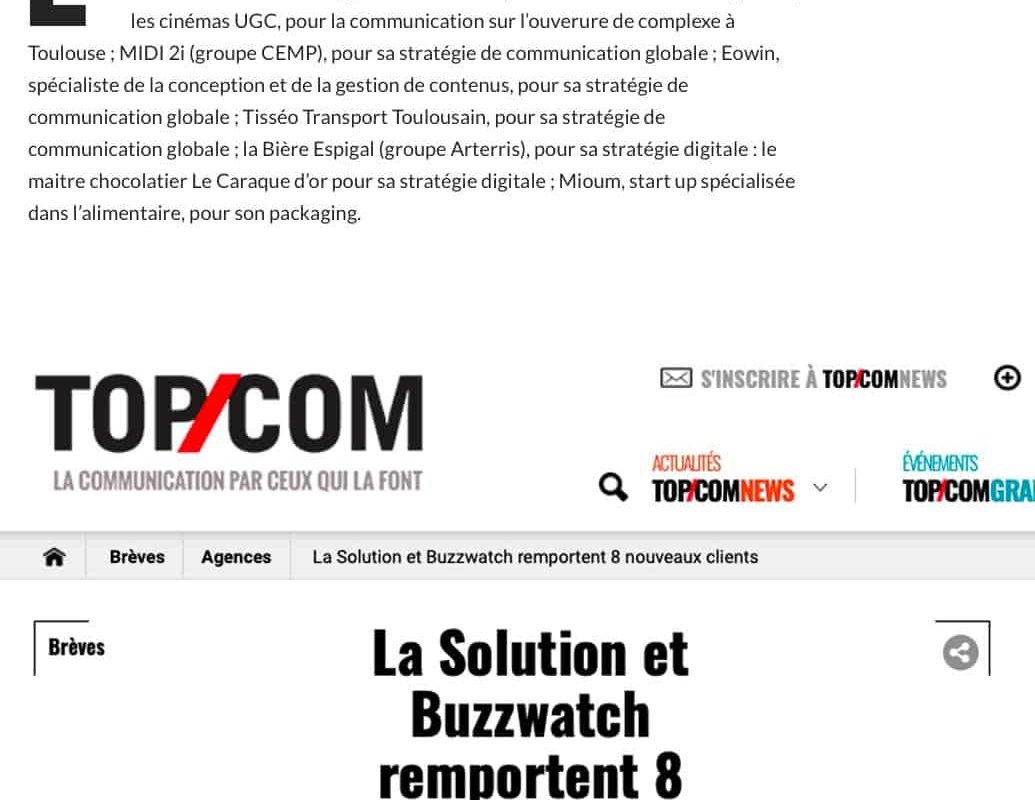 les cinémas UGC, pour la communication sur l'ouverure de complexe à
Toulouse ; MIDI 2i (groupe CEMP), pour sa stratégie de communication globale ; Eowin,
spécialiste de la conception et de la gestion de contenus, pour sa stratégie de
communication globale ; Tisséo Transport Toulousain, pour sa stratégie de
communication globale ; la Bière Espigal (groupe Arterris), pour sa stratégie digitale : le
maitre chocolatier Le Caraque d'or pour sa stratégie digitale ; Mioum, start up spécialisée
dans l'alimentaire, pour son packaging.
TOP/COM
LA COMMUNICATION PAR CEUX QUI LA FONT
S'INSCRIRE À TOP/COMNEWS
ACTUALITÉS
TOP/COMNEWS
ÉVÉNEMENTS
TOP/COMGRA
Brèves
Agences
La Solution et Buzzwatch remportent 8 nouveaux clients
Brèves
La Solution et
Buzzwatch
remportent 8